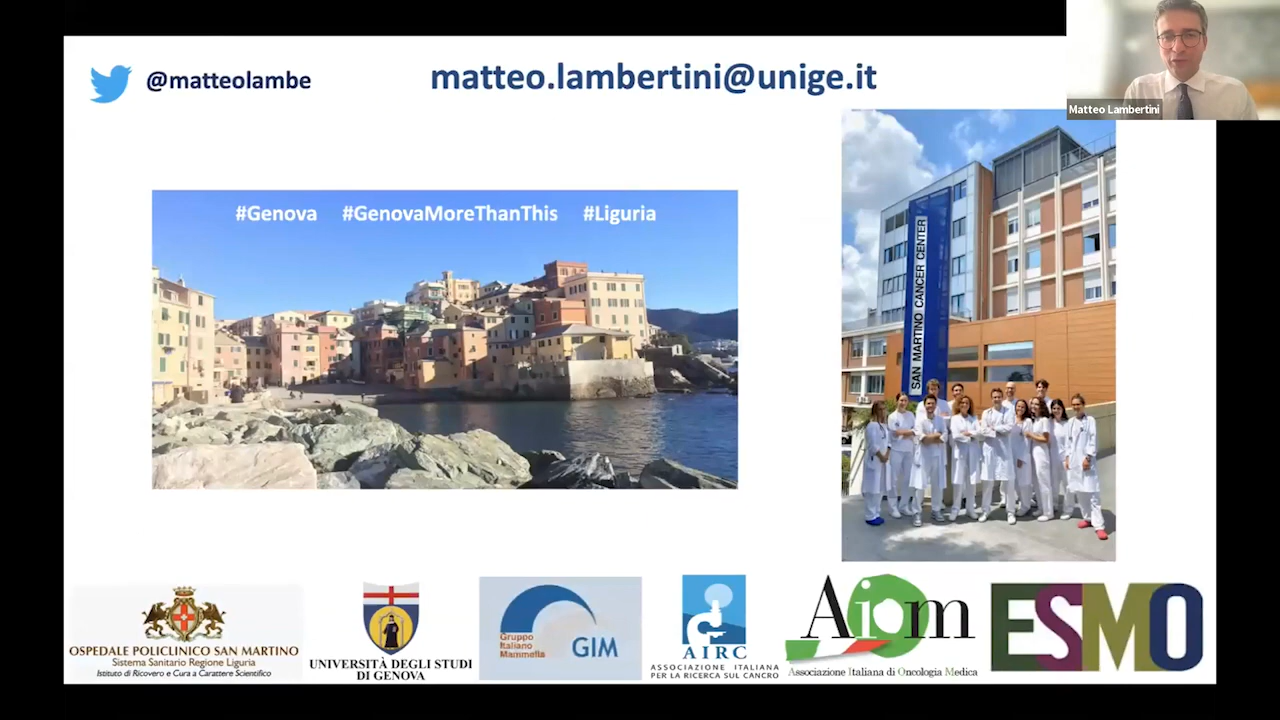 @matteolambe
matteo.lambertini@unige.it
Matteo Lambertini
#Genova #GenovaMoreThanThis #Liguria
SAN MARTINO CANCER CENTER
OSPEDALE POLICLINICO SAN MARTINO
Sistema Sanitario Regione Liguria
Istituto di Ricovero e Cura a Carattere Scientifico
UNIVERSITÀ DEGLI STUDI
DI GENOVA
Gruppo
Italiano
Mammella
GIM
AIRC
ASSOCIAZIONE ITALIANA
PER LA RICERCA SUL CANCRO
Aiom
Associazione Italiana di Oncologia Medica
ESMO